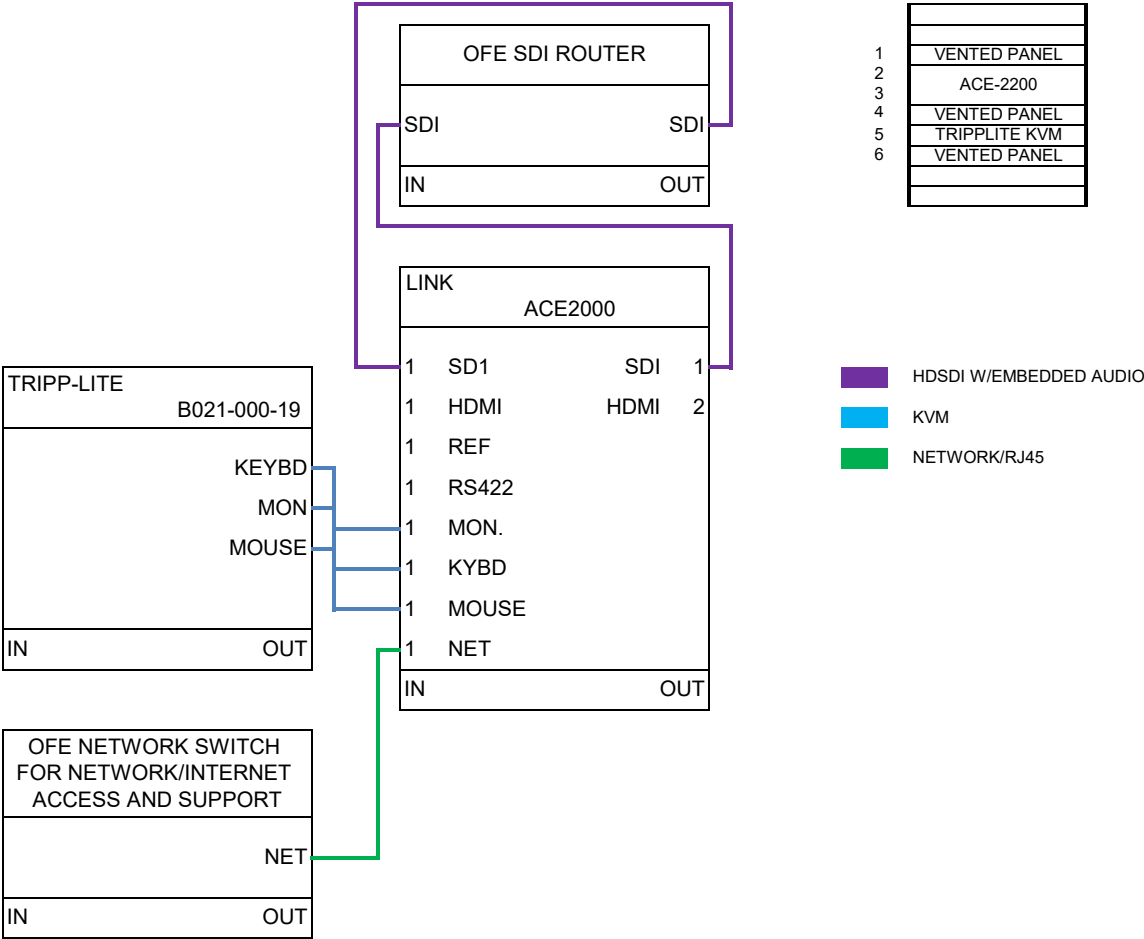 OFE SDI ROUTER
SDI SDI
IN OUT
1 VENTED PANEL
2
ACE-2200
3
4 VENTED PANEL
5 TRIPPLITE KVM
6 VENTED PANEL
LINK
ACE2000
1 SD1 SDI 1
1 HDMI HDMI 2
1 REF
1 RS422
1 MON.
1 KYBD
1 MOUSE
1 NET
IN OUT
TRIPP-LITE
B021-000-19
KEYBD
MON
MOUSE
IN OUT
HDSDI W/EMBEDDED AUDIO
KVM
NETWORK/RJ45
OFE NETWORK SWITCH
FOR NETWORK/INTERNET
ACCESS AND SUPPORT
NET
IN OUT